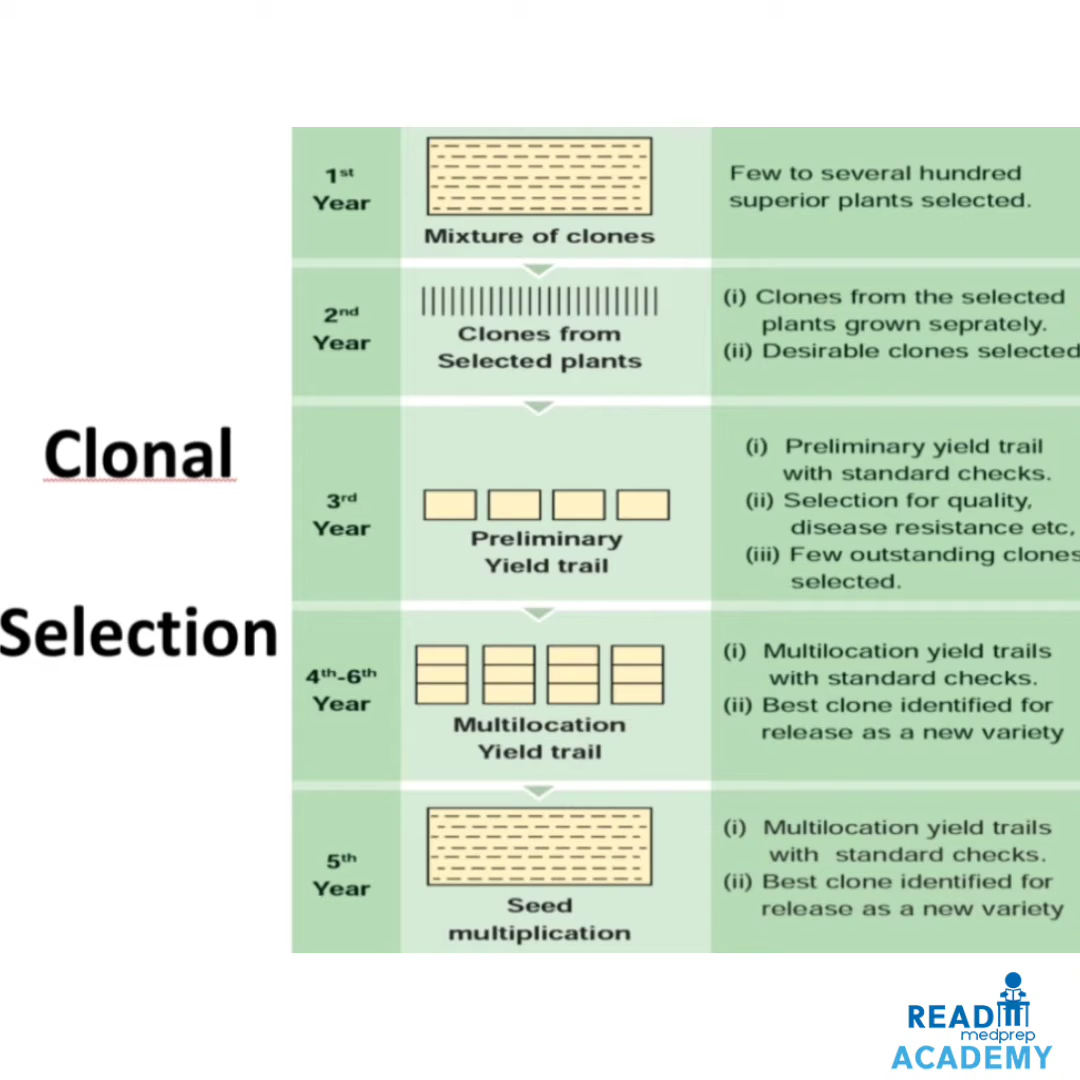 Clonal
Selection
1st
Year
Mixture of clones
Few to several hundred
superior plants selected.
2nd
Year
Clones from
Selected plants
(i) Clones from the selected
plants grown seprately.
(ii) Desirable clones selected
3rd
Year
Preliminary
Yield trail
(i) Preliminary yield trail
with standard checks.
(ii) Selection for quality,
disease resistance etc,
(iii) Few outstanding clones
selected.
4th-6th
Year
Multilocation
Yield trail
(i) Multilocation yield trails
with standard checks.
(ii) Best clone identified for
release as a new variety
5th
Year
Seed
multiplication
(i) Multilocation yield trails
with standard checks.
(ii) Best clone identified for
release as a new variety
READ
medprep
ACADEMY